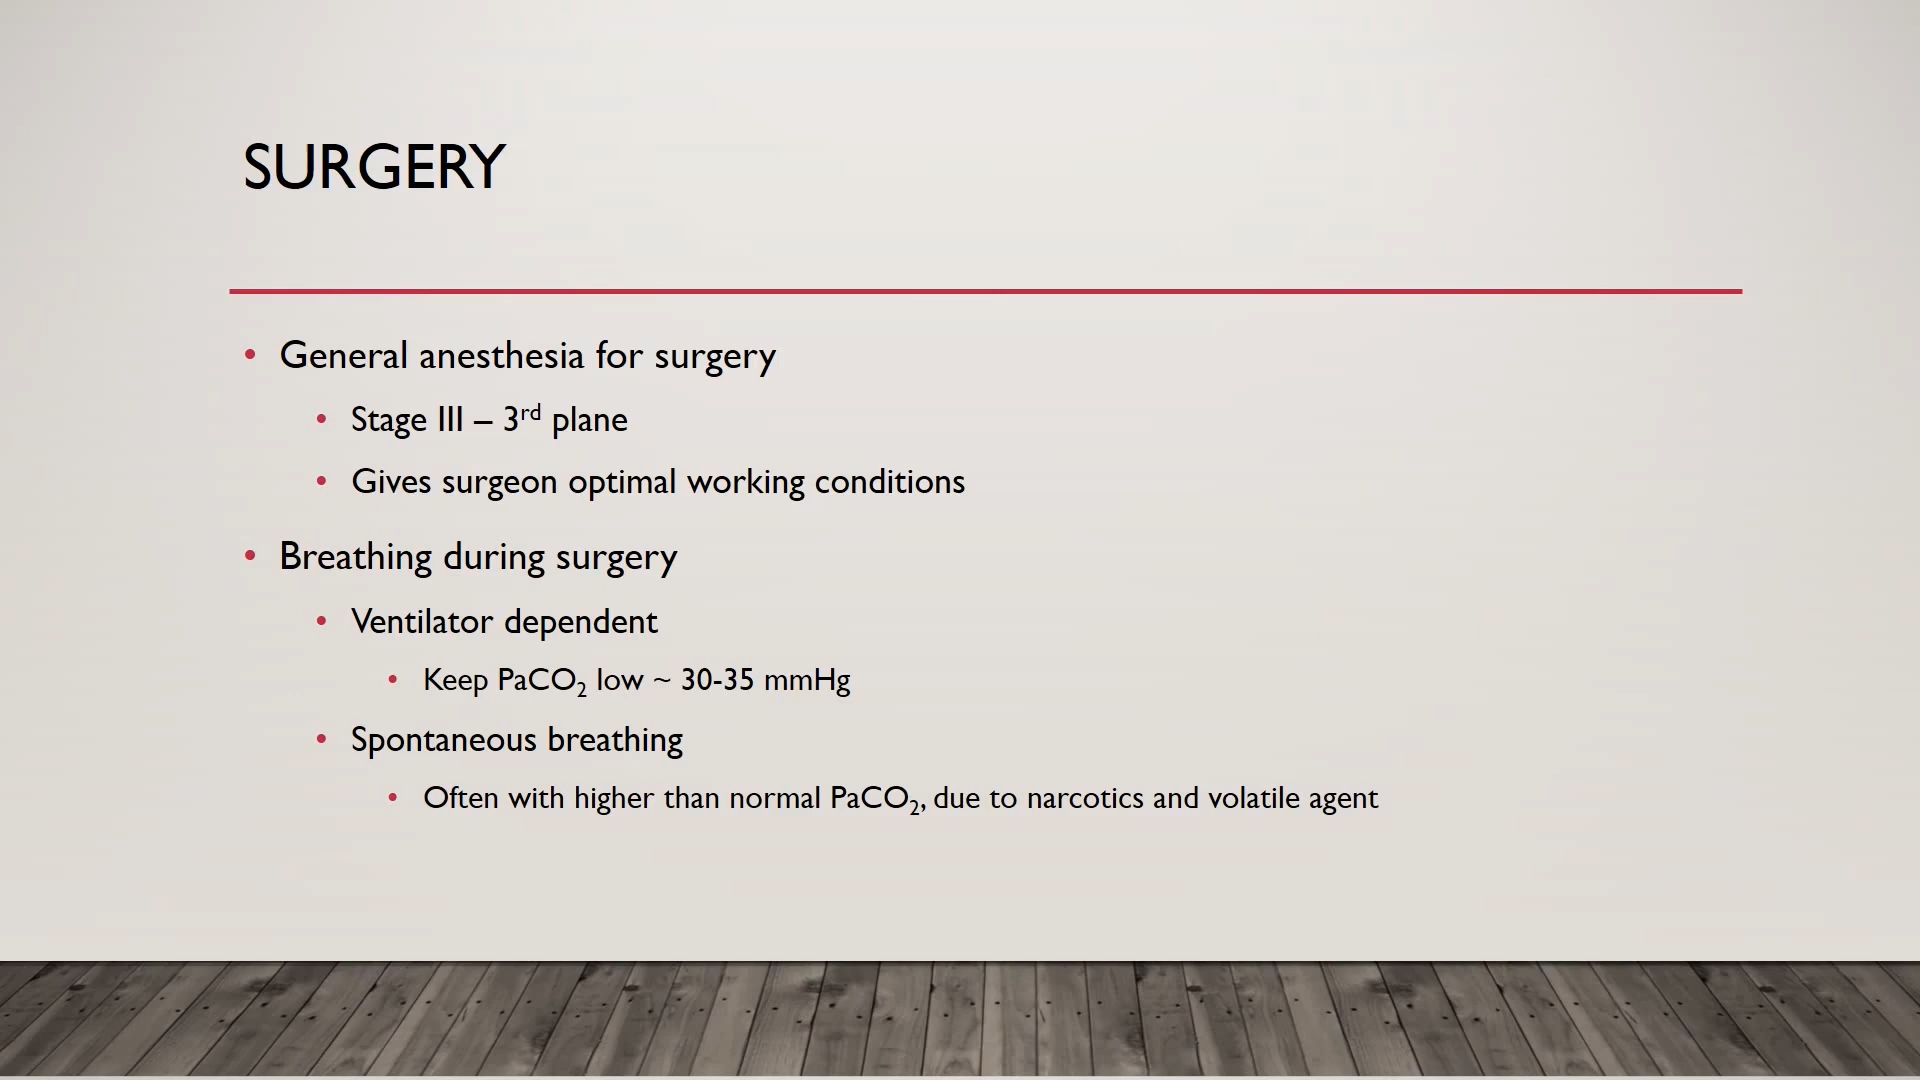 SURGERY
• General anesthesia for surgery
• Stage III – 3rd plane
• Gives surgeon optimal working conditions
• Breathing during surgery
• Ventilator dependent
• Keep PaCO₂ low ~ 30-35 mmHg
• Spontaneous breathing
• Often with higher than normal PaCO₂, due to narcotics and volatile agent